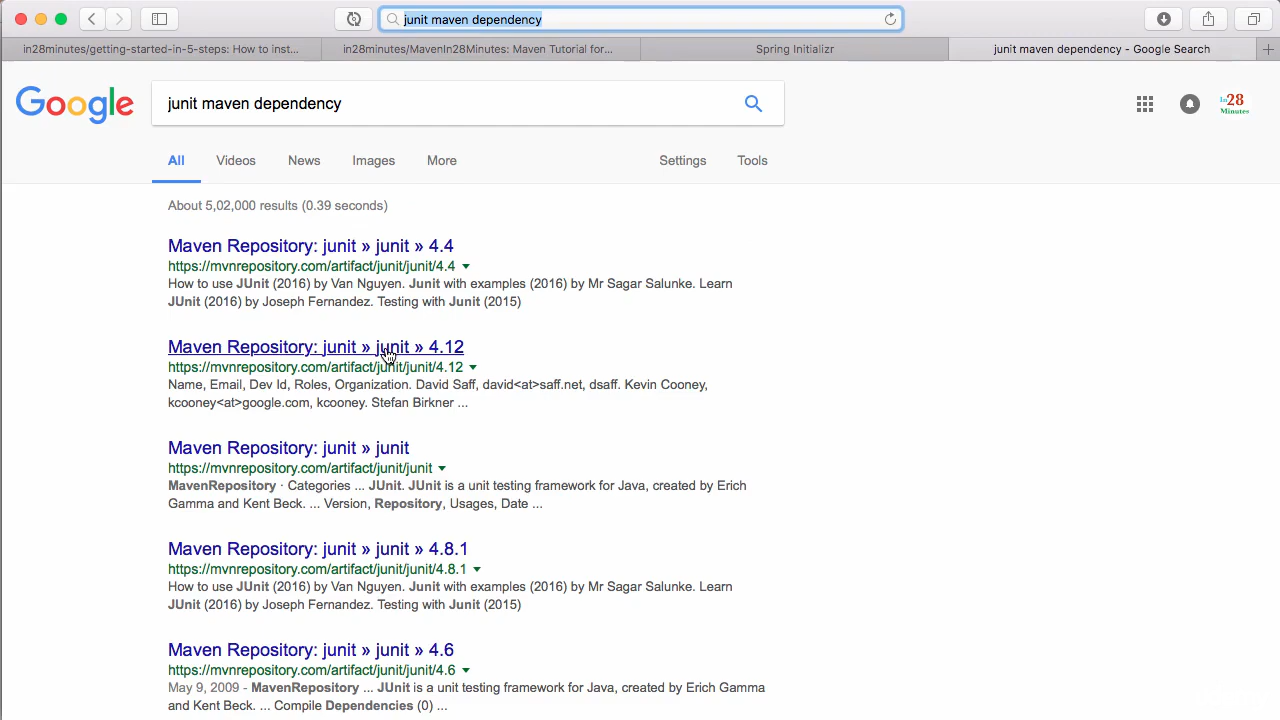 junit maven dependency
in28minutes/getting-started-in-5-steps: How to inst...
in28minutes/MavenIn28Minutes: Maven Tutorial for...
Spring Initializr
junit maven dependency - Google Search
Google
junit maven dependency
In28
Minutes
All
Videos
News
Images
More
Settings
Tools
About 5,02,000 results (0.39 seconds)
Maven Repository: junit » junit » 4.4
https://mvnrepository.com/artifact/junit/junit/4.4
How to use JUnit (2016) by Van Nguyen. Junit with examples (2016) by Mr Sagar Salunke. Learn
JUnit (2016) by Joseph Fernandez. Testing with Junit (2015)
Maven Repository: junit » junit » 4.12
https://mvnrepository.com/artifact/junit/junit/4.12
Name, Email, Dev Id, Roles, Organization. David Saff, david<at>saff.net, dsaff. Kevin Cooney,
kcooney<at>google.com, kcooney. Stefan Birkner ...
Maven Repository: junit » junit
https://mvnrepository.com/artifact/junit/junit
MavenRepository · Categories ... JUnit. JUnit is a unit testing framework for Java, created by Erich
Gamma and Kent Beck. ... Version, Repository, Usages, Date ...
Maven Repository: junit » junit » 4.8.1
https://mvnrepository.com/artifact/junit/junit/4.8.1
How to use JUnit (2016) by Van Nguyen. Junit with examples (2016) by Mr Sagar Salunke. Learn
JUnit (2016) by Joseph Fernandez. Testing with Junit (2015)
Maven Repository: junit » junit » 4.6
https://mvnrepository.com/artifact/junit/junit/4.6
May 9, 2009 - MavenRepository ... JUnit is a unit testing framework for Java, created by Erich Gamma
and Kent Beck. ... Compile Dependencies (0) ...